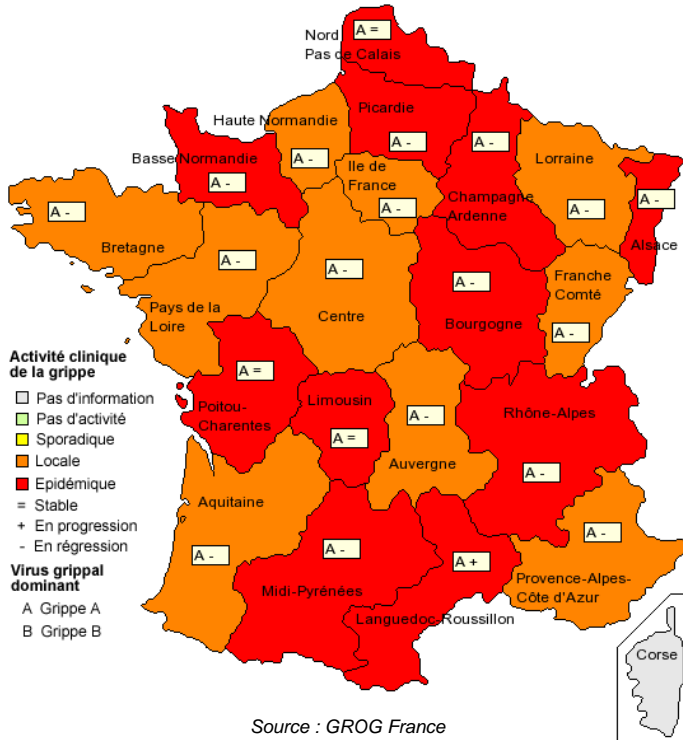 Nord
A =
Pas de Calais
Picardie
A -
A -
Haute Normandie
A -
Basse Normandie
A -
Ile de
France
A -
Lorraine
A -
Champagne
Ardenne
A -
Alsace
A -
Bretagne
A -
Pays de la
Loire
A -
Centre
A -
Bourgogne
Franche
Comté
A -
Activité clinique
de la grippe
Pas d'information
Pas d'activité
Sporadique
Locale
Epidémique
= Stable
+ En progression
- En régression
Virus grippal
dominant
A Grippe A
B Grippe B
A =
Poitou-
Charentes
Limousin
A =
A -
Auvergne
Rhône-Alpes
A -
Aquitaine
A -
A -
Midi-Pyrénées
A +
Languedoc-Roussillon
A -
Provence-Alpes-
Côte d'Azur
Corse
Source : GROG France